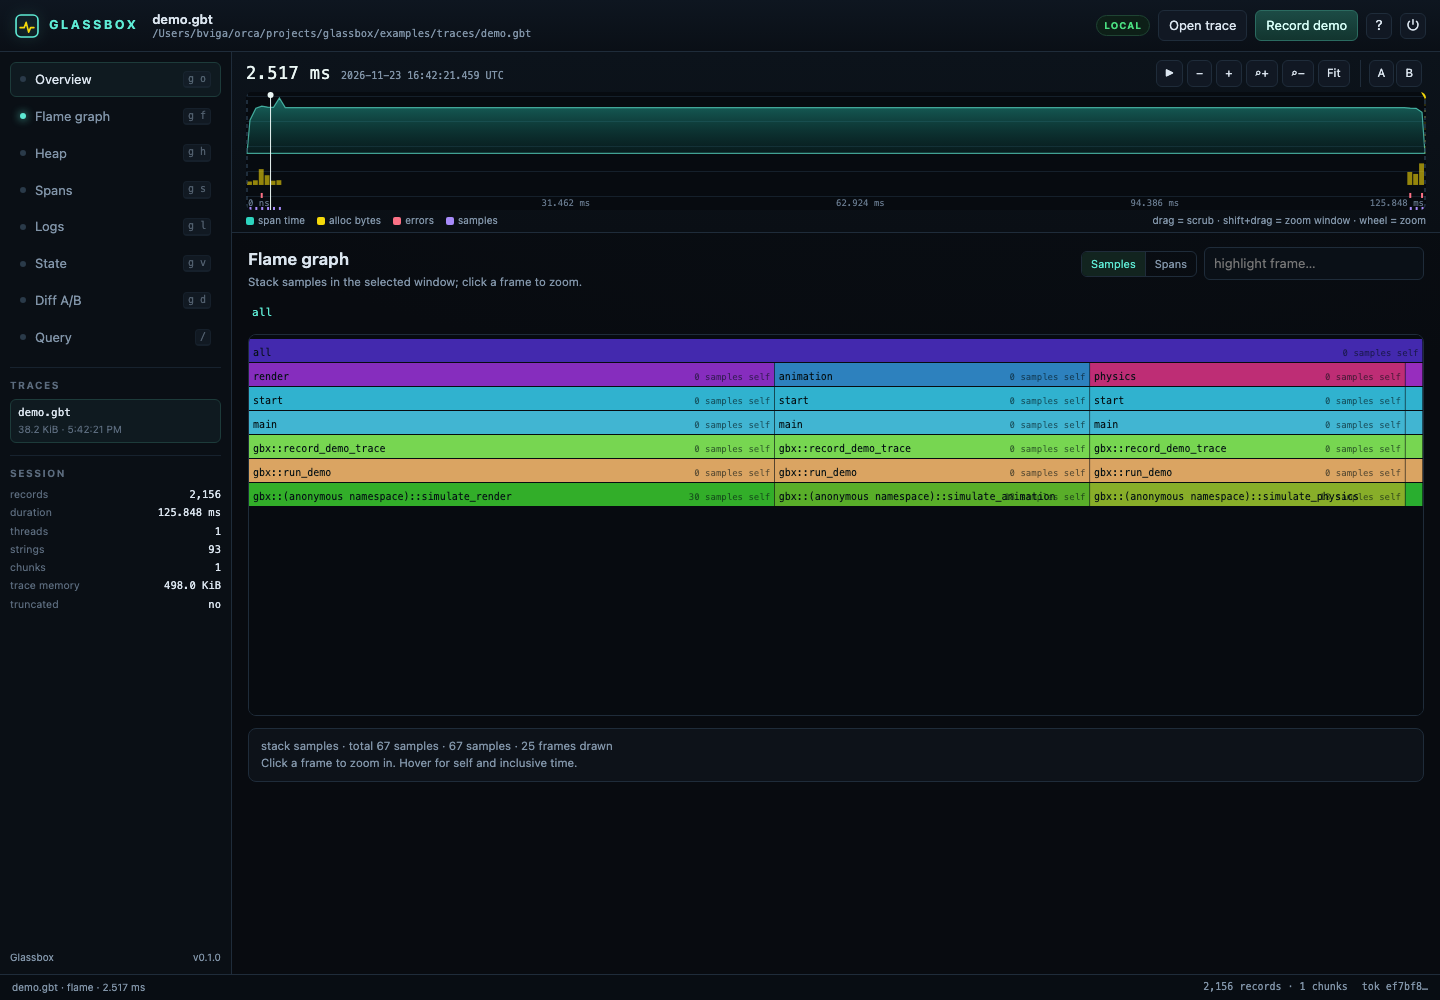 GLASSBOX
demo.gbt
/Users/bviga/orca/projects/glassbox/examples/traces/demo.gbt
LOCAL
Open trace
Record demo
?
Overview g o
Flame graph g f
Heap g h
Spans g s
Logs g l
State g v
Diff A/B g d
Query /
TRACES
demo.gbt
38.2 KiB · 5:42:21 PM
SESSION
records 2,156
duration 125.848 ms
threads 1
strings 93
chunks 1
trace memory 498.0 KiB
truncated no
Glassbox v0.1.0
2.517 ms 2026-11-23 16:42:21.459 UTC
− + ⌕+ ⌕− Fit A B
0 ns 31.462 ms 62.924 ms 94.386 ms 125.848 ms
span time alloc bytes errors samples
drag = scrub · shift+drag = zoom window · wheel = zoom
Flame graph
Stack samples in the selected window; click a frame to zoom.
Samples Spans highlight frame...
all
all 0 samples self
render 0 samples self animation 0 samples self physics 0 samples self
start 0 samples self start 0 samples self start 0 samples self
main 0 samples self main 0 samples self main 0 samples self
gbx::record_demo_trace 0 samples self gbx::record_demo_trace 0 samples self gbx::record_demo_trace 0 samples self
gbx::run_demo 0 samples self gbx::run_demo 0 samples self gbx::run_demo 0 samples self
gbx::(anonymous namespace)::simulate_render 30 samples self gbx::(anonymous namespace)::simulate_animation self gbx::(anonymous namespace)::simulate_physics self
stack samples · total 67 samples · 67 samples · 25 frames drawn
Click a frame to zoom in. Hover for self and inclusive time.
demo.gbt · flame · 2.517 ms
2,156 records · 1 chunks tok ef7bf8…